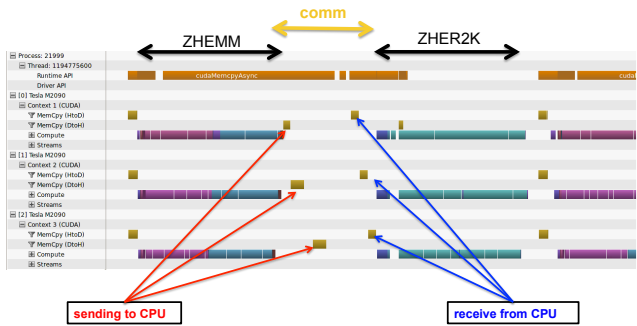 comm
ZHEMM
ZHER2K
Process: 21999
Thread: 1194775600
Runtime API
cudaMemcpyAsync
cudaM
Driver API
[0] Tesla M2090
Context 1 (CUDA)
MemCpy (HtoD)
MemCpy (DtoH)
Compute
Streams
[1] Tesla M2090
Context 2 (CUDA)
MemCpy (HtoD)
MemCpy (DtoH)
Compute
Streams
[2] Tesla M2090
Context 3 (CUDA)
MemCpy (HtoD)
MemCpy (DtoH)
Compute
Streams
sending to CPU
receive from CPU